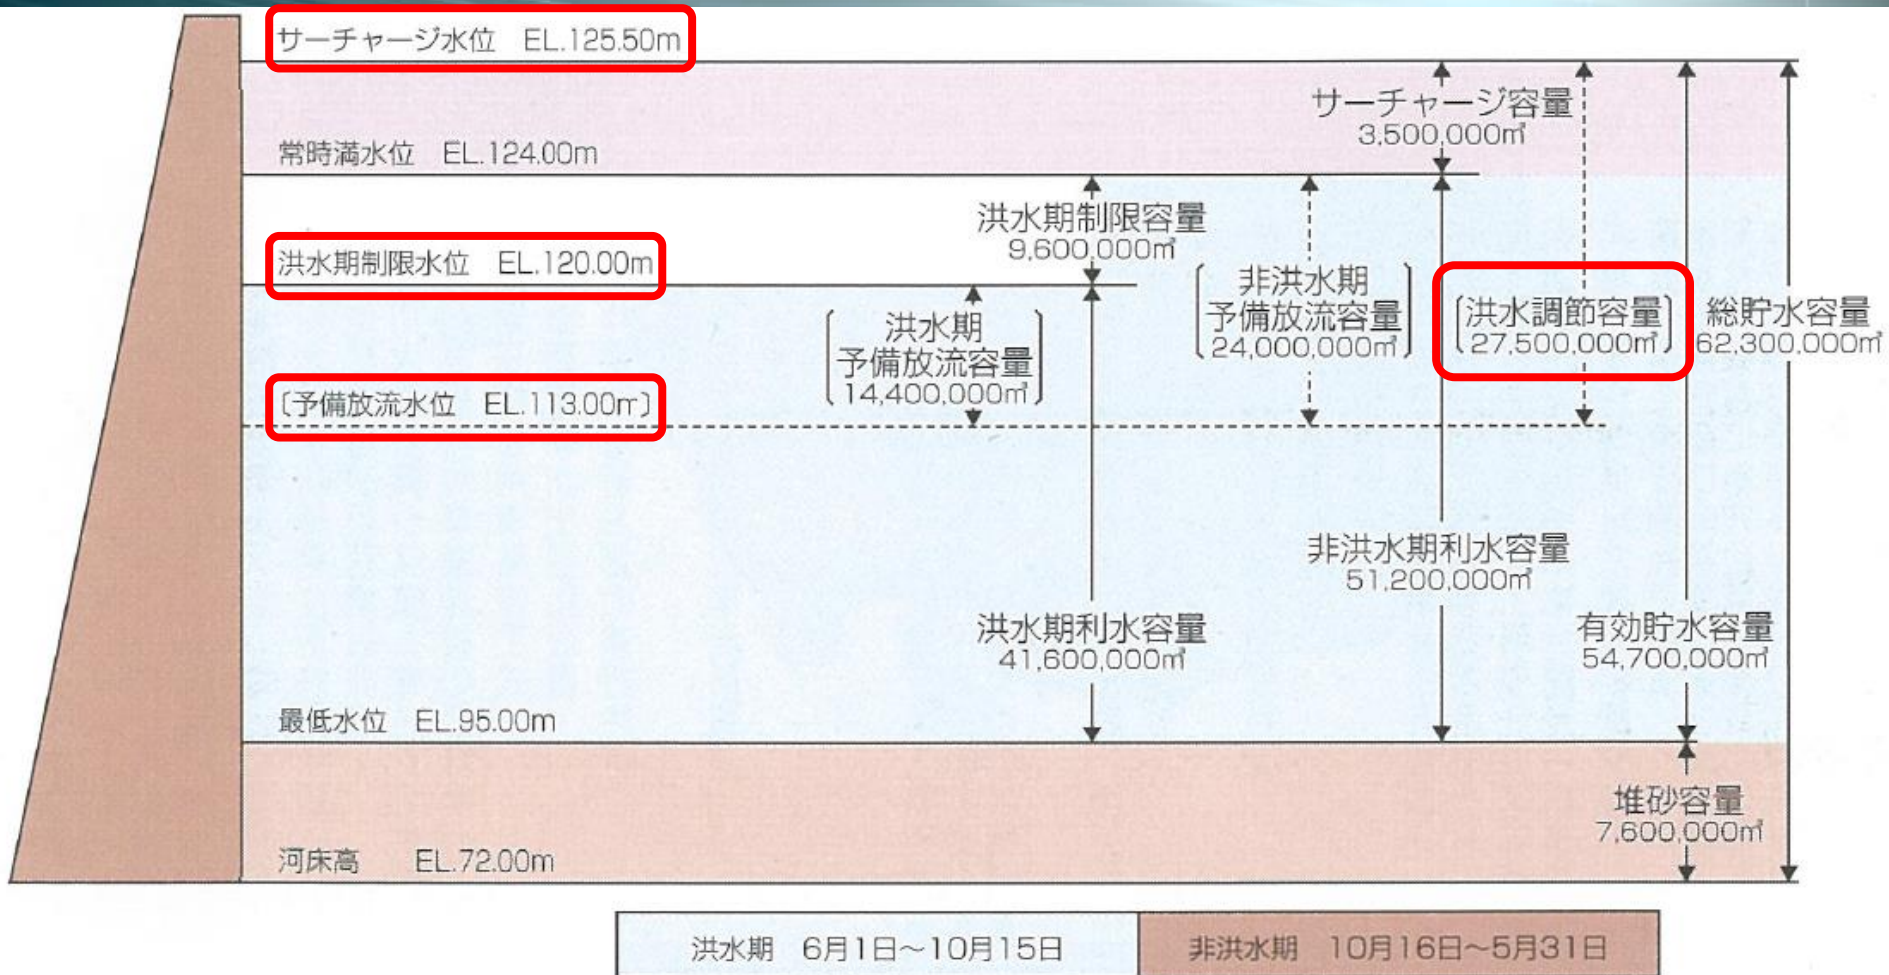 サーチャージ水位 EL.125.50m
サーチャージ容量
3,500,000㎥
常時満水位 EL.124.00m
洪水期制限容量
9,600,000㎥
洪水期制限水位 EL.120.00m
非洪水期
予備放流容量
24,000,000㎥
〔洪水調節容量〕
27,500,000㎥
総貯水容量
62,300,000㎥
洪水期
予備放流容量
14,400,000㎥
〔予備放流水位 EL.113.00㎡〕
非洪水期利水容量
51,200,000㎥
洪水期利水容量
41,600,000㎥
有効貯水容量
54,700,000㎥
最低水位 EL.95.00m
堆砂容量
7,600,000㎥
河床高 EL.72.00m
洪水期 6月1日~10月15日
非洪水期 10月16日~5月31日